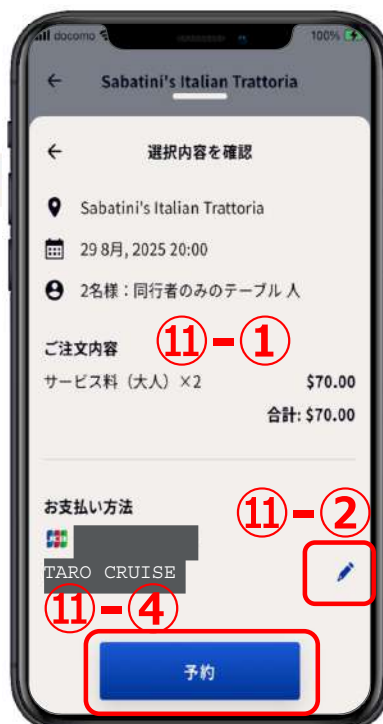 docomo 100%
← Sabatini's Italian Trattoria
← 選択内容を確認
Sabatini's Italian Trattoria
29 8月, 2025 20:00
2名様：同行者のみのテーブル 人
⑪-①
ご注文内容
サービス料（大人）×2 $70.00
合計: $70.00
お支払い方法
⑪-②
JCB
TARO CRUISE
⑪-④
予約